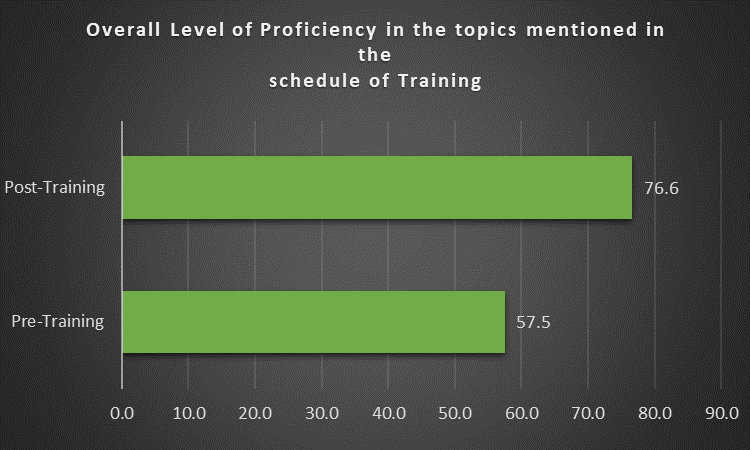 Overall Level of Proficiency in the topics mentioned in
the
schedule of Training
Post-Training
76.6
Pre-Training
57.5
0.0 10.0 20.0 30.0 40.0 50.0 60.0 70.0 80.0 90.0